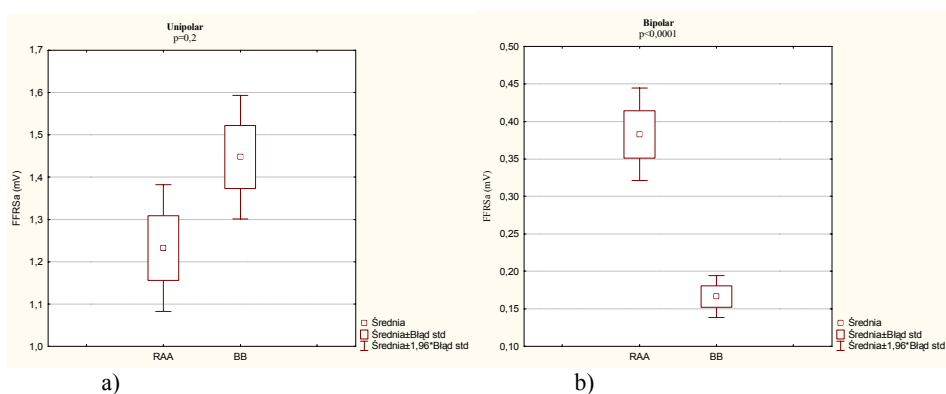 Unipolar
p=0,2
FFRSa (mV)
1,7
1,6
1,5
1,4
1,3
1,2
1,1
1,0
RAA
BB
Średnia
Średnia±Błąd std
Średnia±1,96*Błąd std
a)
Bipolar
p<0,0001
FFRSa (mV)
0,50
0,45
0,40
0,35
0,30
0,25
0,20
0,15
0,10
RAA
BB
Średnia
Średnia±Błąd std
Średnia±1,96*Błąd std
b)